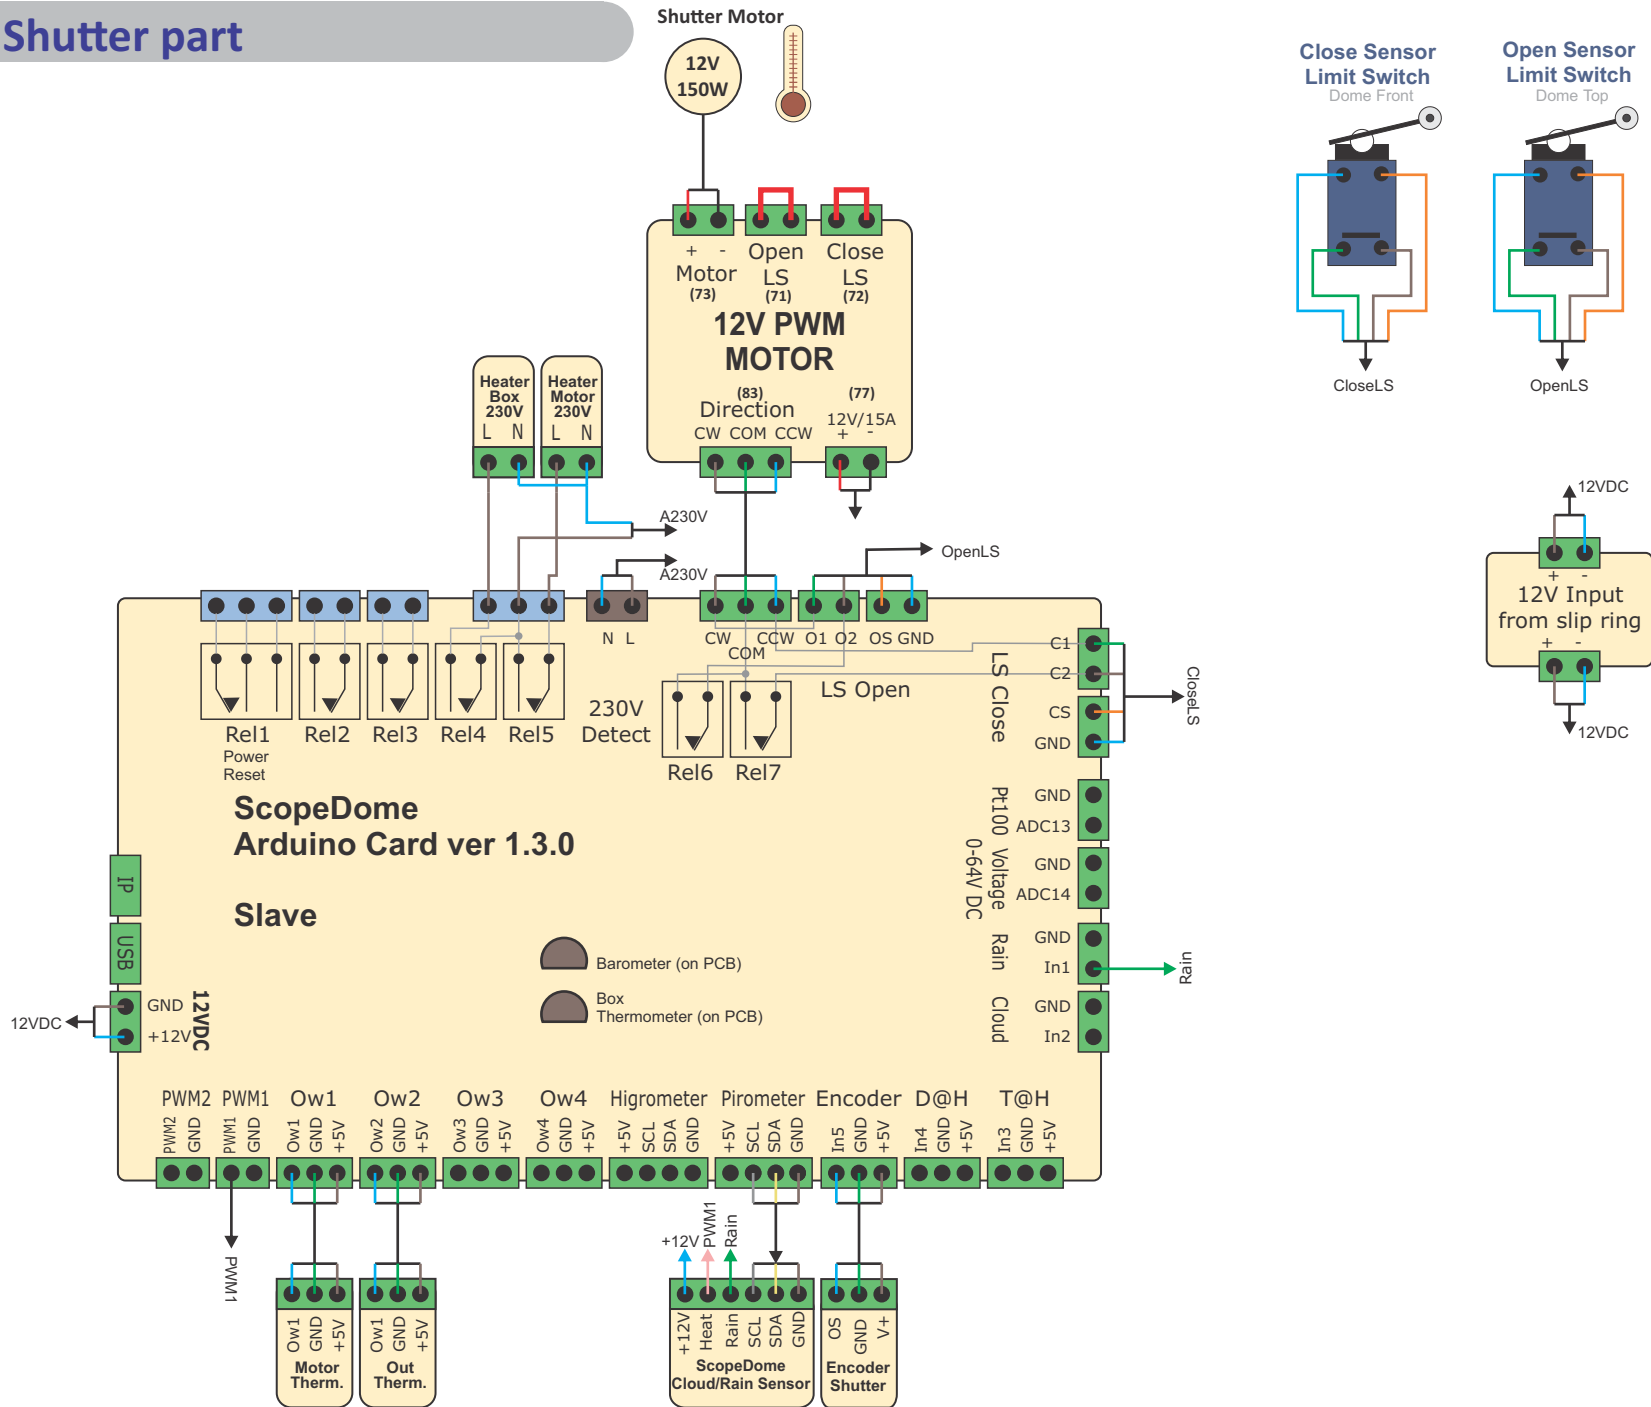 Shutter part
Shutter Motor
12V
150W
Close Sensor
Limit Switch
Dome Front
CloseLS
Open Sensor
Limit Switch
Dome Top
OpenLS
+ -
Motor
(73)
Open
LS
(71)
Close
LS
(72)
12V PWM
MOTOR
(83)
Direction
CW COM CCW
(77)
12V/15A
+ -
Heater
Box
230V
L N
Heater
Motor
230V
L N
A230V
A230V
OpenLS
12VDC
+ -
12V Input
from slip ring
+ -
12VDC
N L
230V
Detect
CW COM CCW
O1 O2 OS GND
LS Open
Rel1
Power
Reset
Rel2
Rel3
Rel4
Rel5
Rel6
Rel7
LS Close
C1
C2
CS
GND
CloseLS
Pt100
GND
ADC13
Voltage
0-64V DC
GND
ADC14
Rain
GND
In1
Rain
Cloud
GND
In2
ScopeDome
Arduino Card ver 1.3.0
Slave
Barometer (on PCB)
Box
Thermometer (on PCB)
IP
USB
12VDC
GND
+12V
12VDC
PWM2 PWM1 Ow1 Ow2 Ow3 Ow4 Higrometer Pirometer Encoder D@H T@H
PWM2 GND
PWM1 GND
Ow1 GND +5V
Ow2 GND +5V
Ow3 GND +5V
Ow4 GND +5V
+5V SCL SDA GND
+5V SCL SDA GND
In5 GND +5V
In4 GND +5V
In3 GND +5V
PWM1
+12V PWM1 Rain
Ow1 GND +5V
Motor
Therm.
Ow1 GND +5V
Out
Therm.
+12V Heat Rain SCL SDA GND
ScopeDome
Cloud/Rain Sensor
OS GND V+
Encoder
Shutter